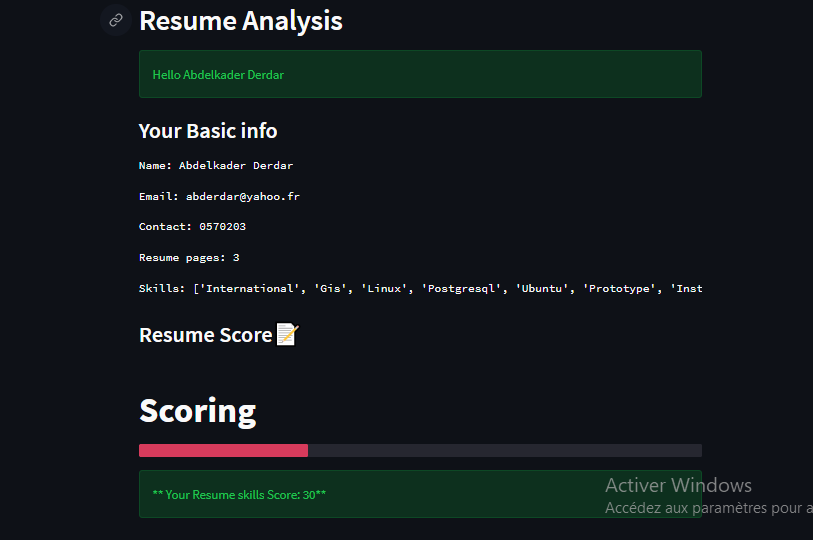 Resume Analysis
Hello Abdelkader Derdar
Your Basic info
Name: Abdelkader Derdar
Email: abderdar@yahoo.fr
Contact: 0570203
Resume pages: 3
Skills: ['International', 'Gis', 'Linux', 'Postgresql', 'Ubuntu', 'Prototype', 'Inst
Resume Score
Scoring
** Your Resume skills Score: 30**
Activer Windows
Accédez aux paramètres pour a